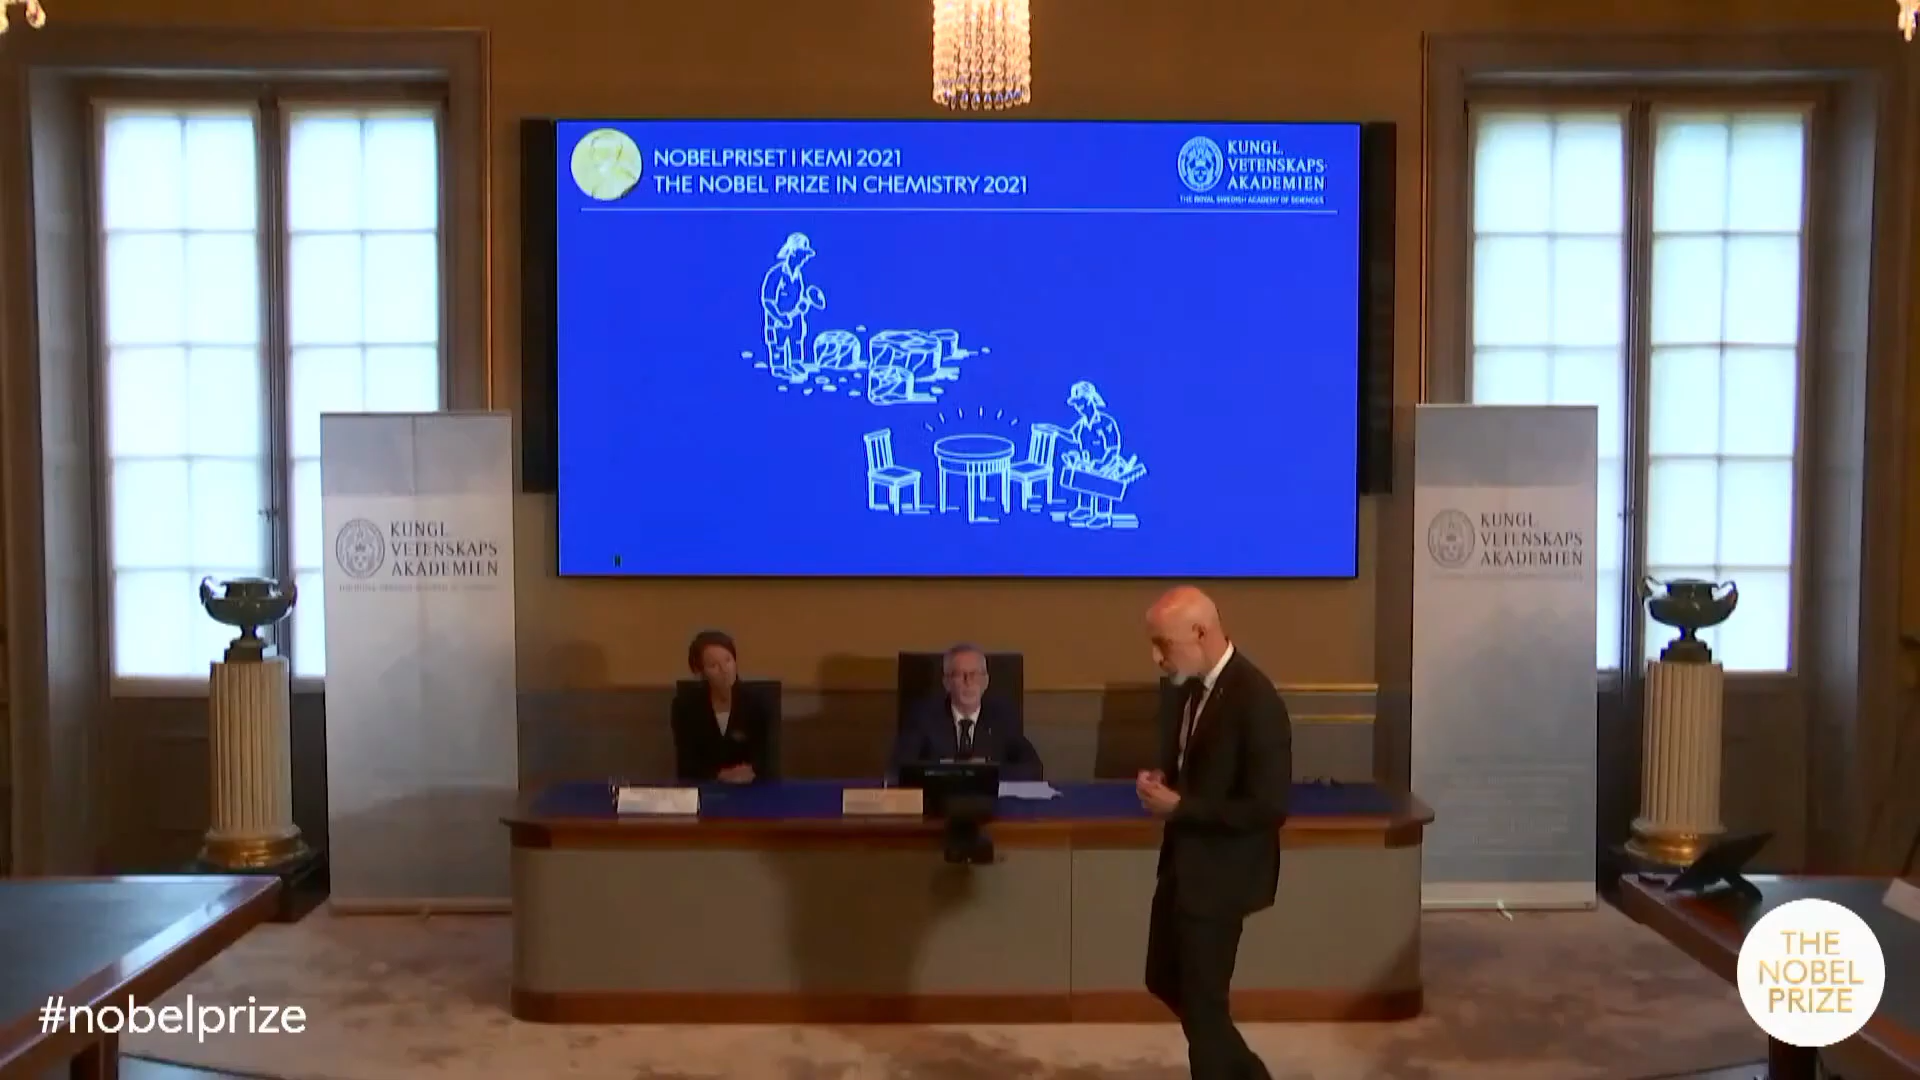 NOBELPRISET I KEMI 2021
THE NOBEL PRIZE IN CHEMISTRY 2021
KUNGL.
VETENSKAPS-
AKADEMIEN
THE ROYAL SWEDISH ACADEMY OF SCIENCES
KUNGL.
VETENSKAPS
AKADEMIEN
KUNGL.
VETENSKAPS
AKADEMIEN
#nobelprize
THE
NOBEL
PRIZE